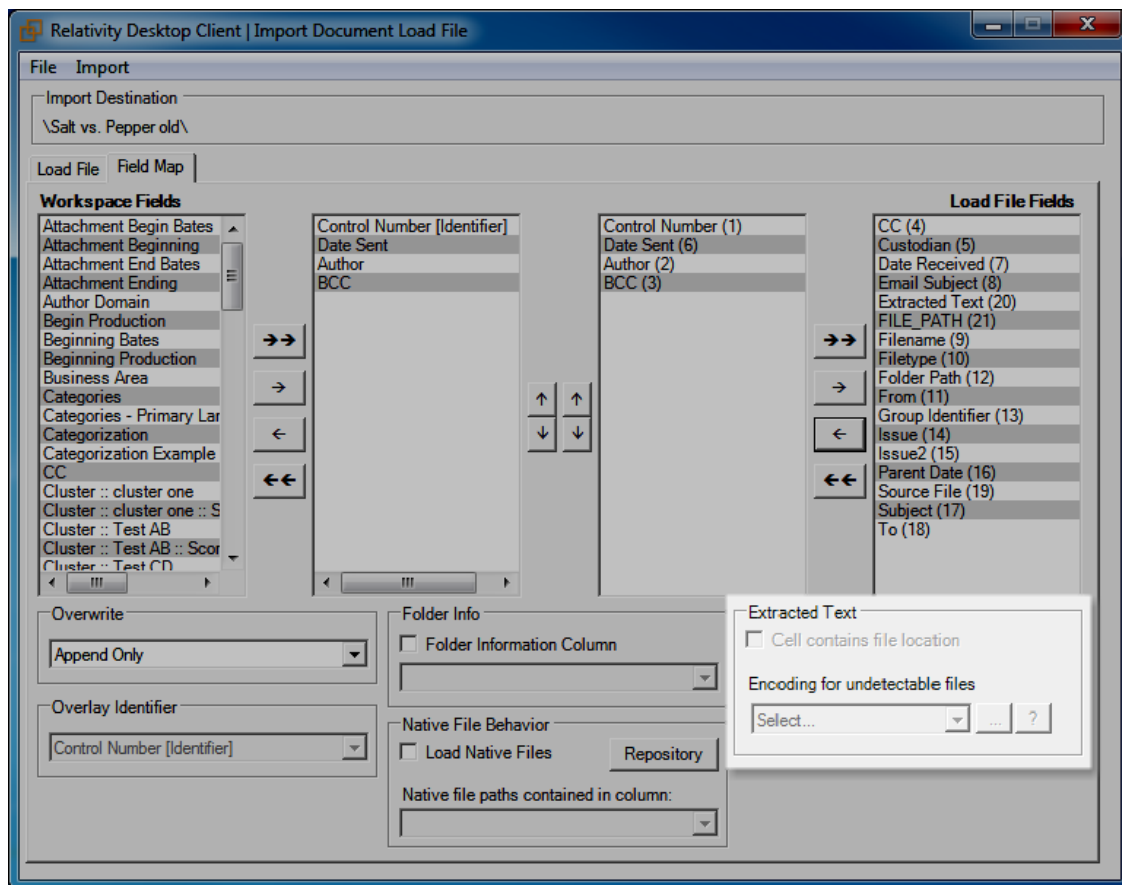 Relativity Desktop Client | Import Document Load File
File Import
Import Destination
\Salt vs. Pepper old\
Load File Field Map
Workspace Fields
Attachment Begin Bates
Attachment Beginning
Attachment End Bates
Attachment Ending
Author Domain
Begin Production
Beginning Bates
Beginning Production
Business Area
Categories
Categories - Primary Lar
Categorization
Categorization Example
CC
Cluster :: cluster one
Cluster :: cluster one :: S
Cluster :: Test AB
Cluster :: Test AB :: Scor
Cluster :: Test CD
Control Number [Identifier]
Date Sent
Author
BCC
Control Number (1)
Date Sent (6)
Author (2)
BCC (3)
Load File Fields
CC (4)
Custodian (5)
Date Received (7)
Email Subject (8)
Extracted Text (20)
FILE_PATH (21)
Filename (9)
Filetype (10)
Folder Path (12)
From (11)
Group Identifier (13)
Issue (14)
Issue2 (15)
Parent Date (16)
Source File (19)
Subject (17)
To (18)
Overwrite
Append Only
Overlay Identifier
Control Number [Identifier]
Folder Info
Folder Information Column
Native File Behavior
Load Native Files Repository
Native file paths contained in column:
Extracted Text
Cell contains file location
Encoding for undetectable files
Select... ... ?